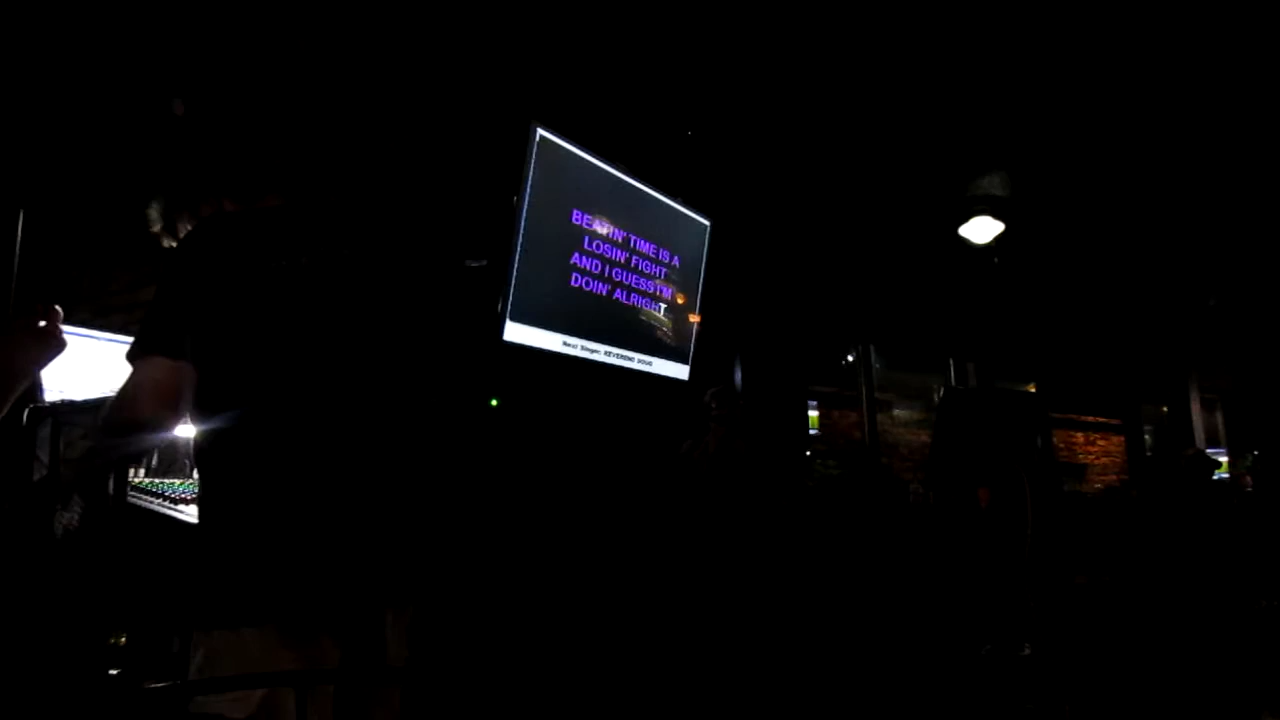 BEATIN' TIME IS A
LOSIN' FIGHT
AND I GUESS I'M
DOIN' ALRIGHT
Next Singer: REVEREND DOUG